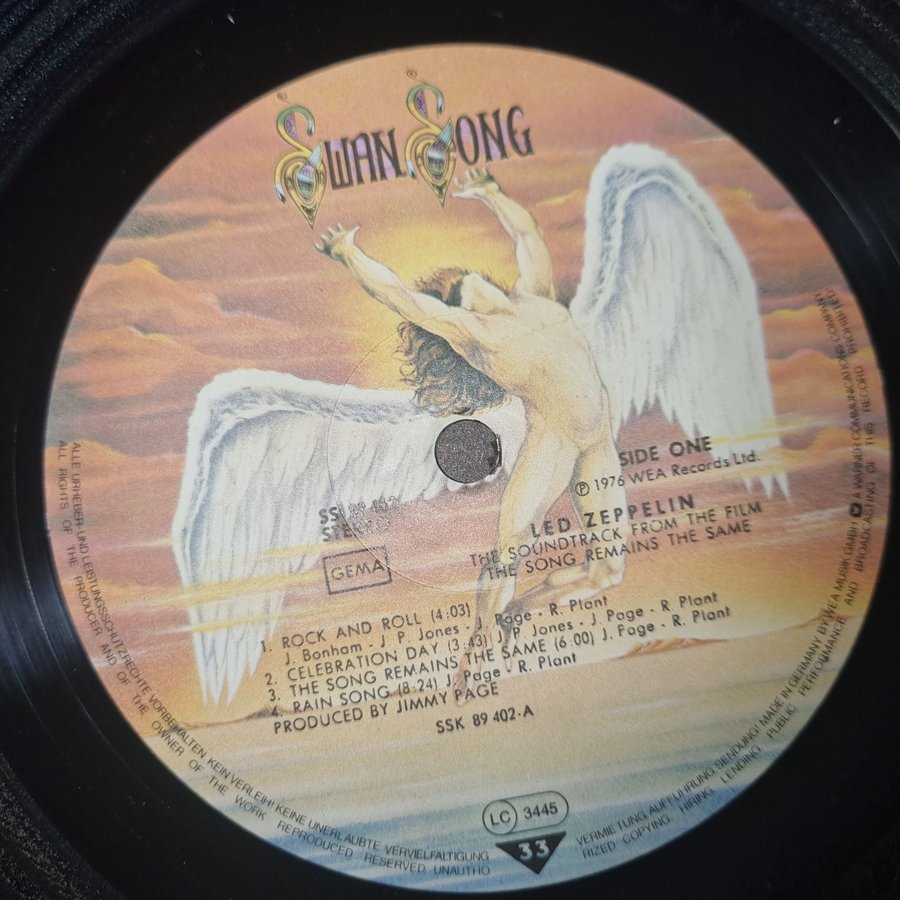 SWAN SONG
SIDE ONE
℗ 1976 WEA Records Ltd.
SSK 89 402
STEREO
GEMA
LED ZEPPELIN
THE SOUNDTRACK FROM THE FILM
THE SONG REMAINS THE SAME
1. ROCK AND ROLL (4:03)
J. Bonham - J. P. Jones - J. Page - R. Plant
2. CELEBRATION DAY (3:43) J. P. Jones - J. Page - R. Plant
3. THE SONG REMAINS THE SAME (6:00) J. Page - R. Plant
4. RAIN SONG (8:24) J. Page - R. Plant
PRODUCED BY JIMMY PAGE
SSK 89 402-A
LC 3445
33
ALLE URHEBER- UND LEISTUNGSSCHUTZRECHTE VORBEHALTEN KEIN VERLEIH! KEINE UNERLAUBTE VERVIELFÄLTIGUNG VERMIETUNG, AUFFÜHRUNG, SENDUNG! MADE IN GERMANY BY WEA MUSIK GMBH A WARNER COMMUNICATIONS COMPANY
ALL RIGHTS OF THE PRODUCER AND OF THE OWNER OF THE WORK REPRODUCED RESERVED UNAUTHORIZED COPYING, HIRING, LENDING PUBLIC PERFORMANCE AND BROADCASTING OF THIS RECORD PROHIBITED